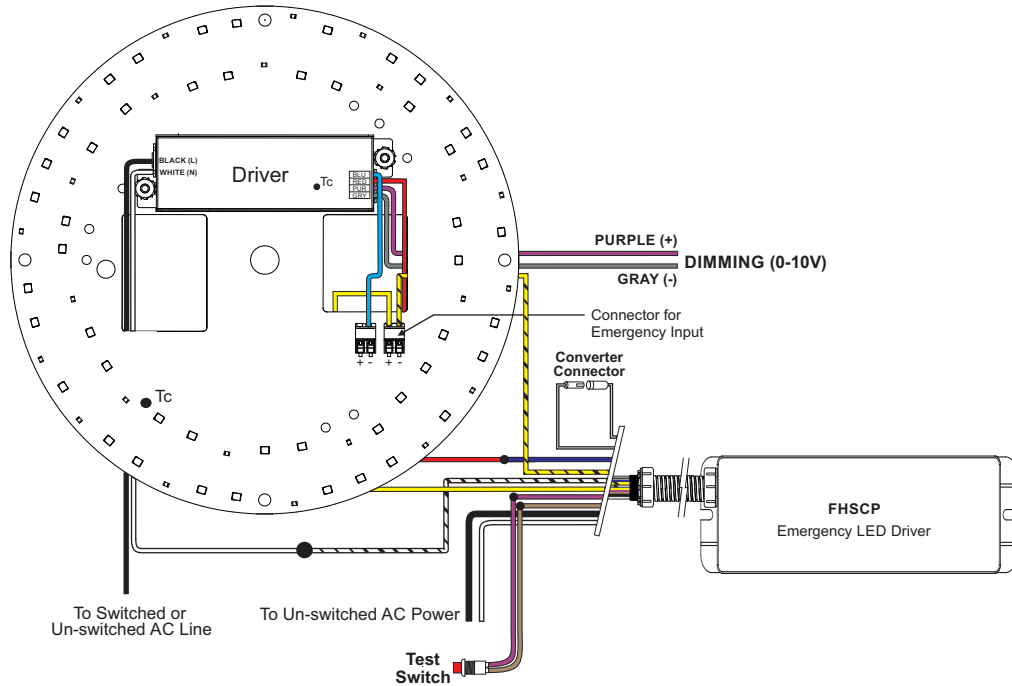 BLACK (L)
WHITE (N)
Driver
Tc
BLU
RED
PUR
GRY
PURPLE (+)
DIMMING (0-10V)
GRAY (-)
Connector for
Emergency Input
+ - + -
Converter
Connector
Tc
FHSCP
Emergency LED Driver
To Switched or
Un-switched AC Line
To Un-switched AC Power
Test
Switch